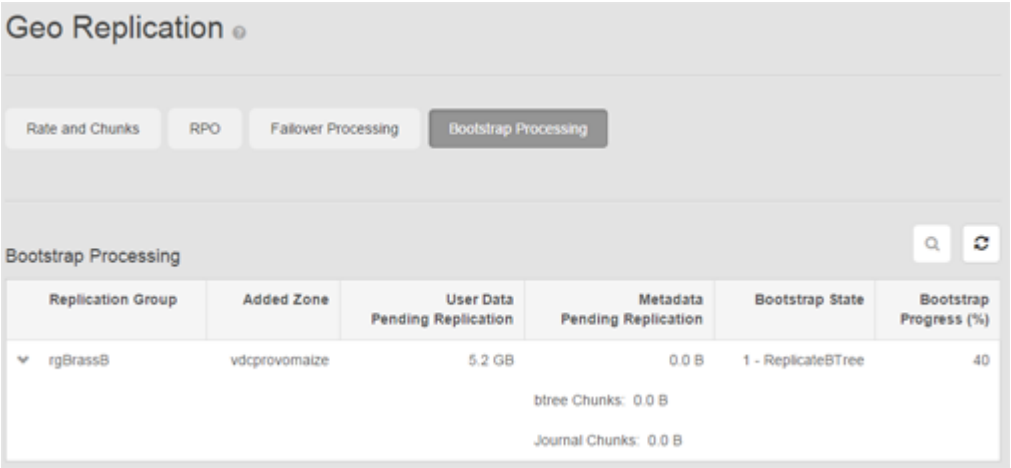 Geo Replication
Rate and Chunks RPO Failover Processing Bootstrap Processing
Bootstrap Processing
Replication Group Added Zone User Data Pending Replication Metadata Pending Replication Bootstrap State Bootstrap Progress (%)
rgBrassB vdcprovomaize 5.2 GB 0.0 B 1 - ReplicateBTree 40
btree Chunks: 0.0 B
Journal Chunks: 0.0 B